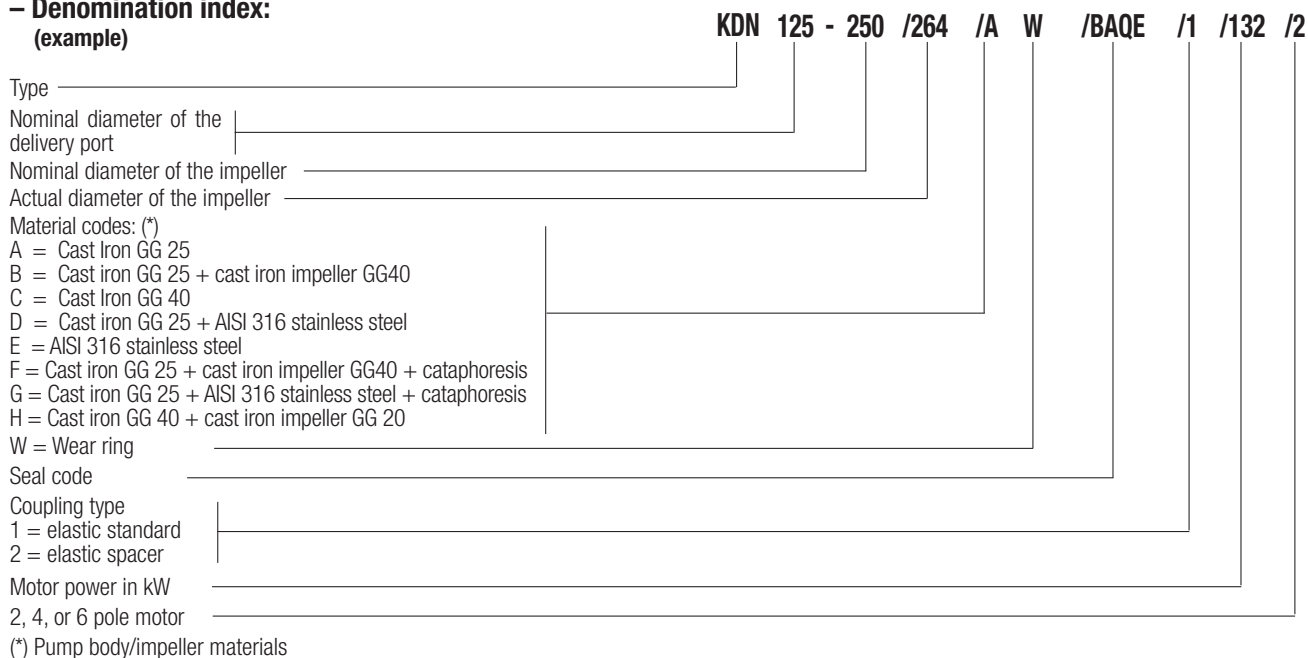 – Denomination index:
(example)
KDN 125 - 250 /264 /A W /BAQE /1 /132 /2
Type
Nominal diameter of the
delivery port
Nominal diameter of the impeller
Actual diameter of the impeller
Material codes: (*)
A = Cast Iron GG 25
B = Cast iron GG 25 + cast iron impeller GG40
C = Cast Iron GG 40
D = Cast iron GG 25 + AISI 316 stainless steel
E = AISI 316 stainless steel
F = Cast iron GG 25 + cast iron impeller GG40 + cataphoresis
G = Cast iron GG 25 + AISI 316 stainless steel + cataphoresis
H = Cast iron GG 40 + cast iron impeller GG 20
W = Wear ring
Seal code
Coupling type
1 = elastic standard
2 = elastic spacer
Motor power in kW
2, 4, or 6 pole motor
(*) Pump body/impeller materials